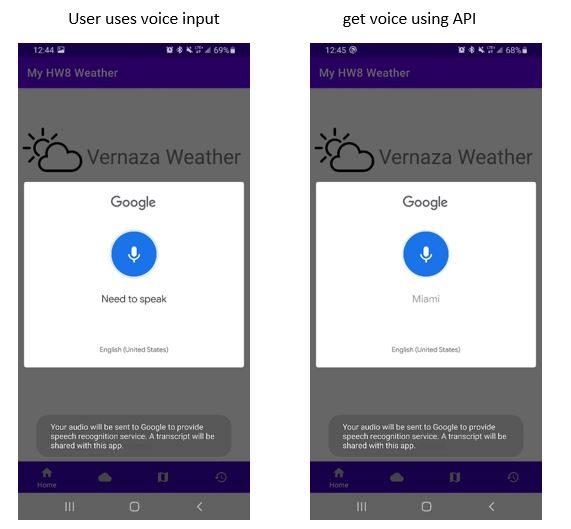 User uses voice input
12:44 69%
My HW8 Weather
Vernaza Weather
Google
Need to speak
English (United States)
Your audio will be sent to Google to provide
speech recognition service. A transcript will be
shared with this app.
Home
get voice using API
12:45 68%
My HW8 Weather
Vernaza Weather
Google
Miami
English (United States)
Your audio will be sent to Google to provide
speech recognition service. A transcript will be
shared with this app.
Home